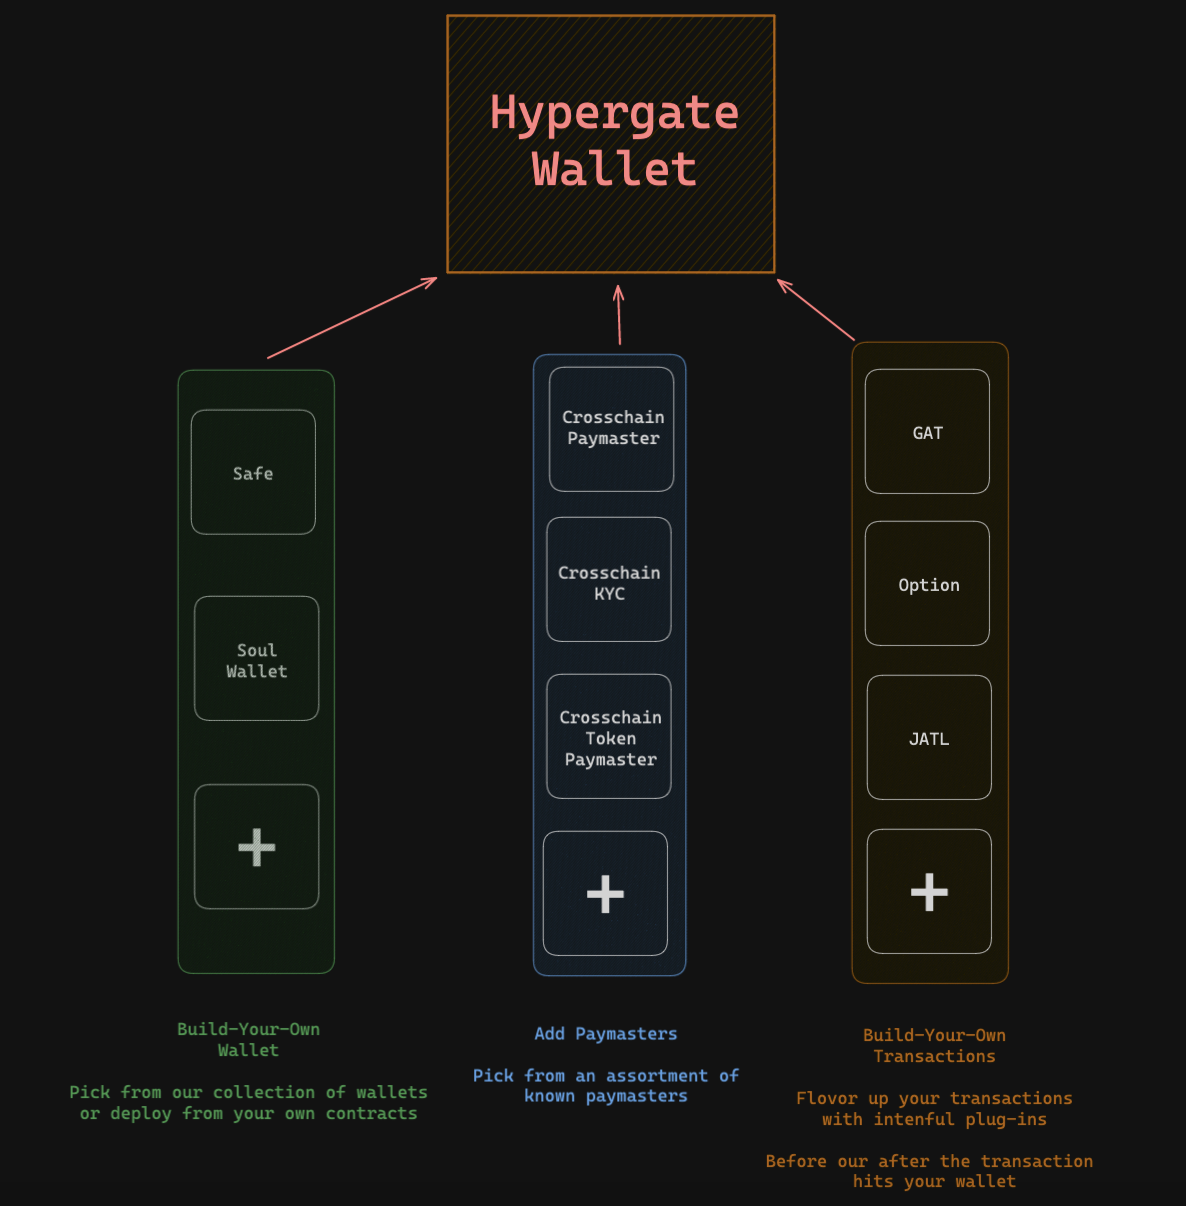 Hypergate
Wallet
Safe
Soul
Wallet
+
Build-Your-Own
Wallet
Pick from our collection of wallets
or deploy from your own contracts
Crosschain
Paymaster
Crosschain
KYC
Crosschain
Token
Paymaster
+
Add Paymasters
Pick from an assortment of
known paymasters
GAT
Option
JATL
+
Build-Your-Own
Transactions
Flovor up your transactions
with intenful plug-ins
Before our after the transaction
hits your wallet